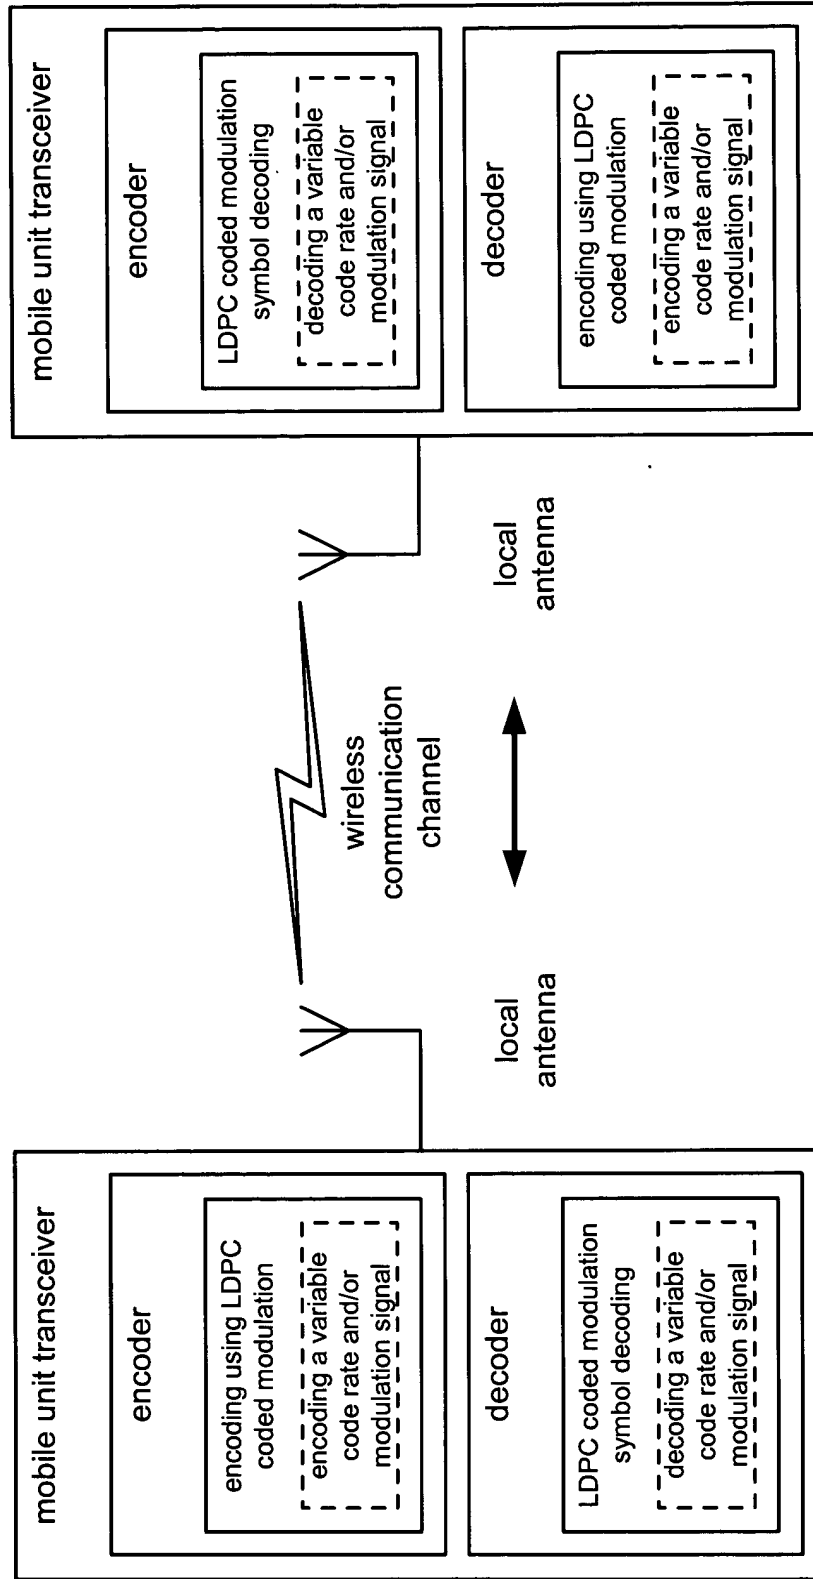 mobile unit transceiver
encoder
encoding using LDPC
coded modulation
encoding a variable
code rate and/or
modulation signal
decoder
LDPC coded modulation
symbol decoding
decoding a variable
code rate and/or
modulation signal
local
antenna
wireless
communication
channel
local
antenna
mobile unit transceiver
encoder
LDPC coded modulation
symbol decoding
decoding a variable
code rate and/or
modulation signal
decoder
encoding using LDPC
coded modulation
encoding a variable
code rate and/or
modulation signal